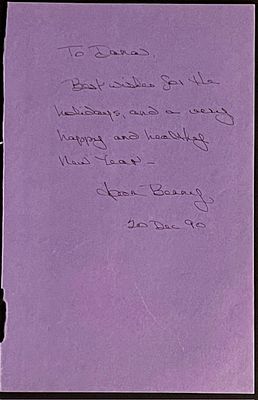 To Dana,
Best wishes for the
holidays, and a very
happy and healthy
New Year –
20 Dec 90